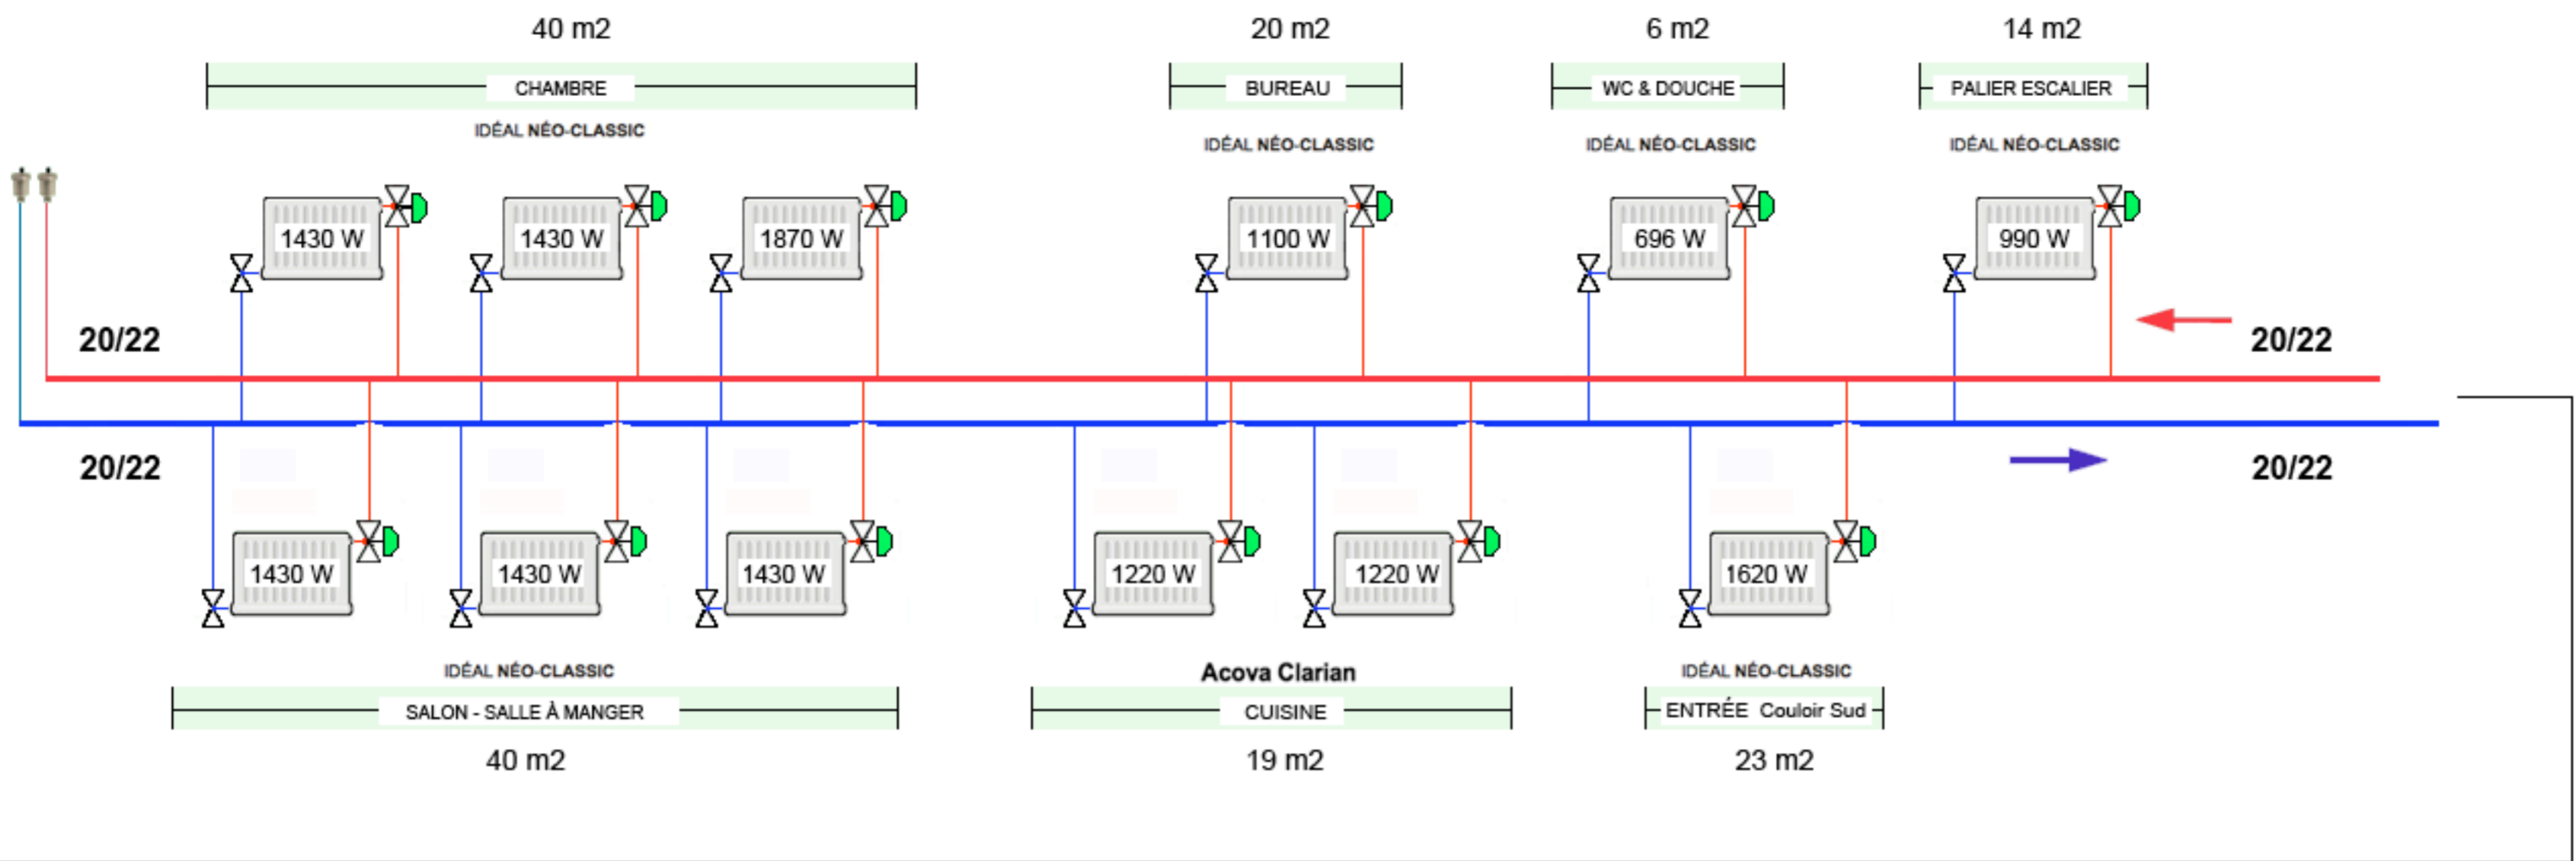 40 m2
20 m2
6 m2
14 m2
CHAMBRE
BUREAU
WC & DOUCHE
PALIER ESCALIER
IDÉAL NÉO-CLASSIC
IDÉAL NÉO-CLASSIC
IDÉAL NÉO-CLASSIC
IDÉAL NÉO-CLASSIC
1430 W
1430 W
1870 W
1100 W
696 W
990 W
20/22
20/22
20/22
20/22
1430 W
1430 W
1430 W
1220 W
1220 W
1620 W
IDÉAL NÉO-CLASSIC
Acova Clarian
IDÉAL NÉO-CLASSIC
SALON - SALLE À MANGER
CUISINE
ENTRÉE Couloir Sud
40 m2
19 m2
23 m2